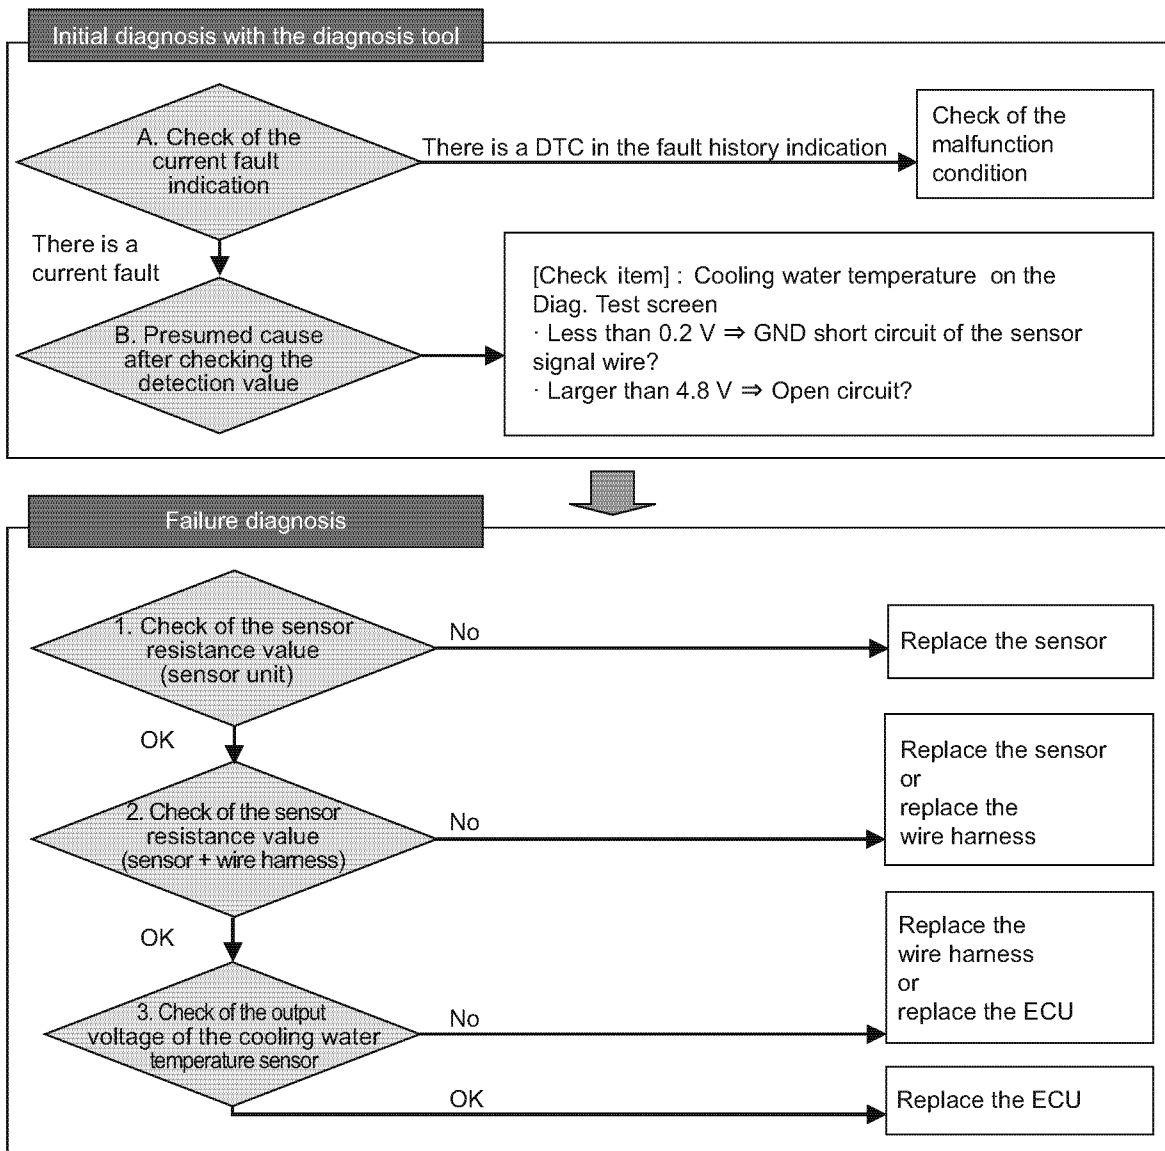 Initial diagnosis with the diagnosis tool
A. Check of the
current fault
indication
There is a DTC in the fault history indication
Check of the
malfunction
condition
There is a
current fault
B. Presumed cause
after checking the
detection value
[Check item] : Cooling water temperature on the
Diag. Test screen
· Less than 0.2 V ⇒ GND short circuit of the sensor
signal wire?
· Larger than 4.8 V ⇒ Open circuit?
Failure diagnosis
1. Check of the sensor
resistance value
(sensor unit)
No
Replace the sensor
OK
2. Check of the sensor
resistance value
(sensor + wire harness)
No
Replace the sensor
or
replace the
wire harness
OK
3. Check of the output
voltage of the cooling water
temperature sensor
No
Replace the
wire harness
or
replace the ECU
OK
Replace the ECU